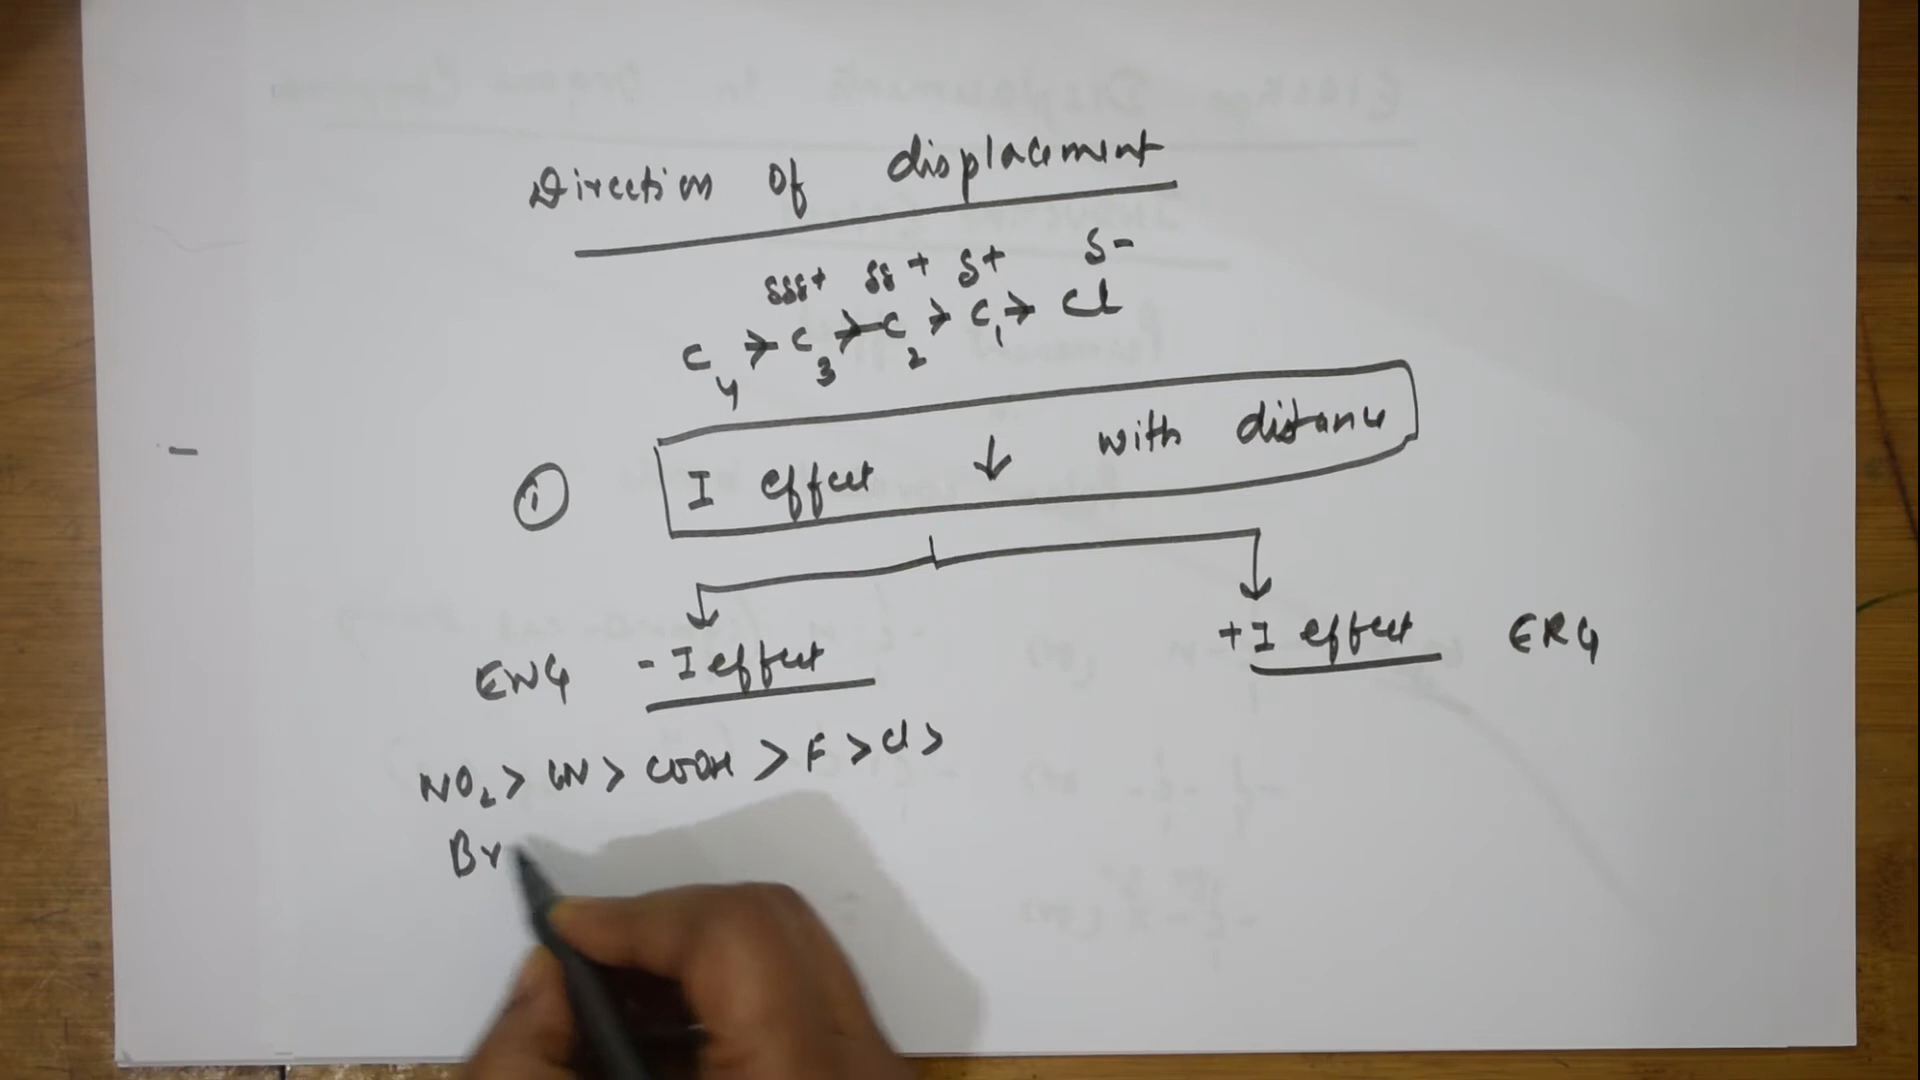 Direction of displacement
δδδ+ δδ+ δ+ δ-
C4 > C3 > C2 > C1 > Cl
① I effect ↓ with distance
EWG - I effect
+ I effect ERG
NO2 > CN > COOH > F > Cl >
Br